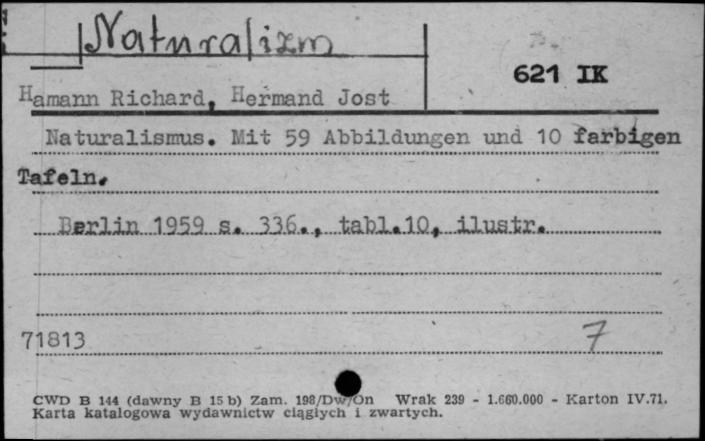 Naturalizm
621 IK
Hamann Richard, Hermand Jost
Naturalismus. Mit 59 Abbildungen und 10 farbigen
Tafeln.
Berlin 1959 s. 336., tabl.10, ilustr.
71813
7
CWD B 144 (dawny B 15 b) Zam. 198/Dw/On Wrak 239 - 1.660.000 - Karton IV.71.
Karta katalogowa wydawnictw ciągłych i zwartych.